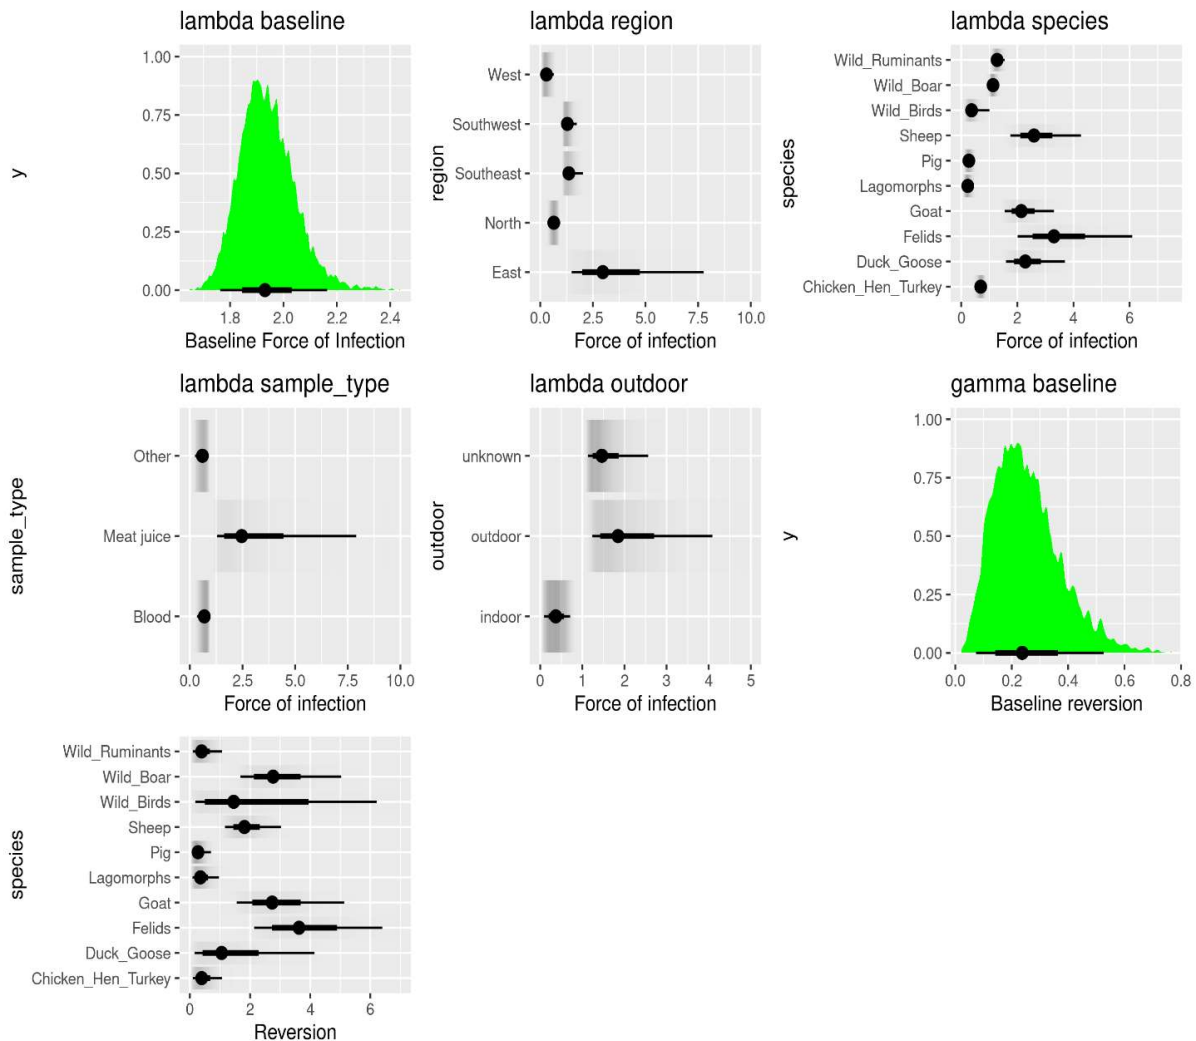 lambda baseline
y
1.00
0.75
0.50
0.25
0.00
1.8 2.0 2.2 2.4
Baseline Force of Infection
lambda region
region
West
Southwest
Southeast
North
East
0.0 2.5 5.0 7.5 10.0
Force of infection
lambda species
species
Wild_Ruminants
Wild_Boar
Wild_Birds
Sheep
Pig
Lagomorphs
Goat
Felids
Duck_Goose
Chicken_Hen_Turkey
0 2 4 6
Force of infection
lambda sample_type
sample_type
Other
Meat juice
Blood
0.0 2.5 5.0 7.5 10.0
Force of infection
lambda outdoor
outdoor
unknown
outdoor
indoor
0 1 2 3 4 5
Force of infection
gamma baseline
y
1.00
0.75
0.50
0.25
0.00
0.0 0.2 0.4 0.6 0.8
Baseline reversion
species
Wild_Ruminants
Wild_Boar
Wild_Birds
Sheep
Pig
Lagomorphs
Goat
Felids
Duck_Goose
Chicken_Hen_Turkey
0 2 4 6
Reversion